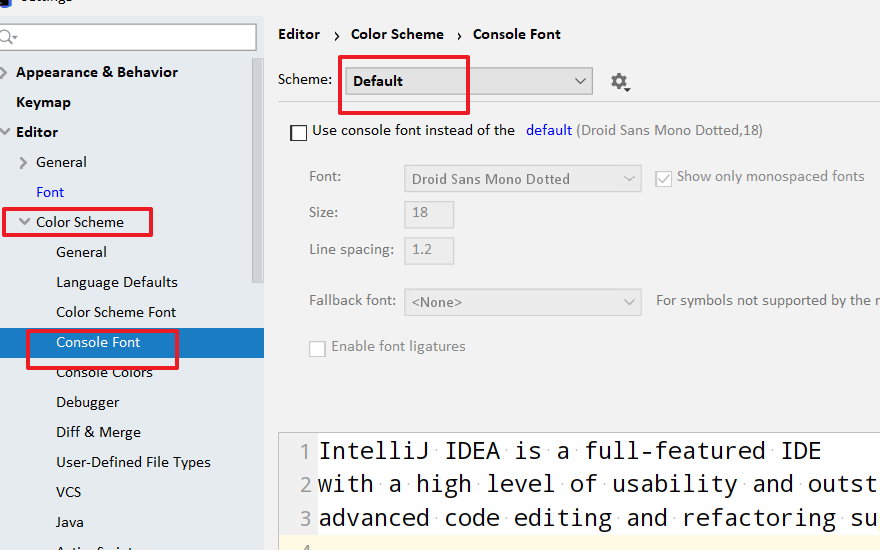 Settings
Editor › Color Scheme › Console Font
Scheme: Default
Appearance & Behavior
Keymap
Editor
General
Font
Color Scheme
General
Language Defaults
Color Scheme Font
Console Font
Console Colors
Debugger
Diff & Merge
User-Defined File Types
VCS
Java
Use console font instead of the default (Droid Sans Mono Dotted,18)
Font: Droid Sans Mono Dotted Show only monospaced fonts
Size: 18
Line spacing: 1.2
Fallback font: <None> For symbols not supported by the
Enable font ligatures
1 IntelliJ IDEA is a full-featured IDE
2 with a high level of usability and outst
3 advanced code editing and refactoring su
4